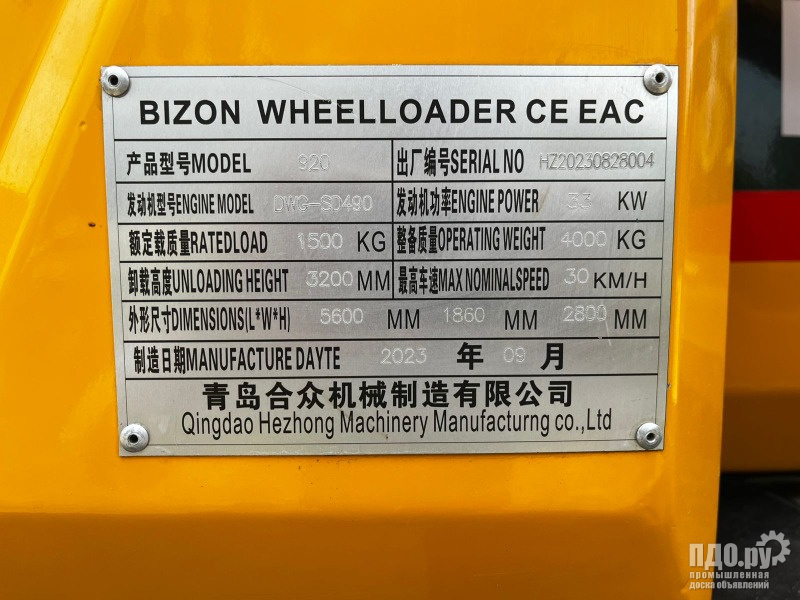 BIZON WHEELLOADER CE EAC
产品型号MODEL 920 出厂编号SERIAL NO HZ20230828004
发动机型号ENGINE MODEL DWG-SD490 发动机功率ENGINE POWER 33 KW
额定载质量RATEDLOAD 1500 KG 整备质量OPERATING WEIGHT 4000 KG
卸载高度UNLOADING HEIGHT 3200 MM 最高车速MAX NOMINALSPEED 30 KM/H
外形尺寸DIMENSIONS(L*W*H) 5600 MM 1860 MM 2800 MM
制造日期MANUFACTURE DAYTE 2023 年 09 月
青岛合众机械制造有限公司
Qingdao Hezhong Machinery Manufacturng co.,Ltd
ПДО.ру
промышленная
доска объявлений